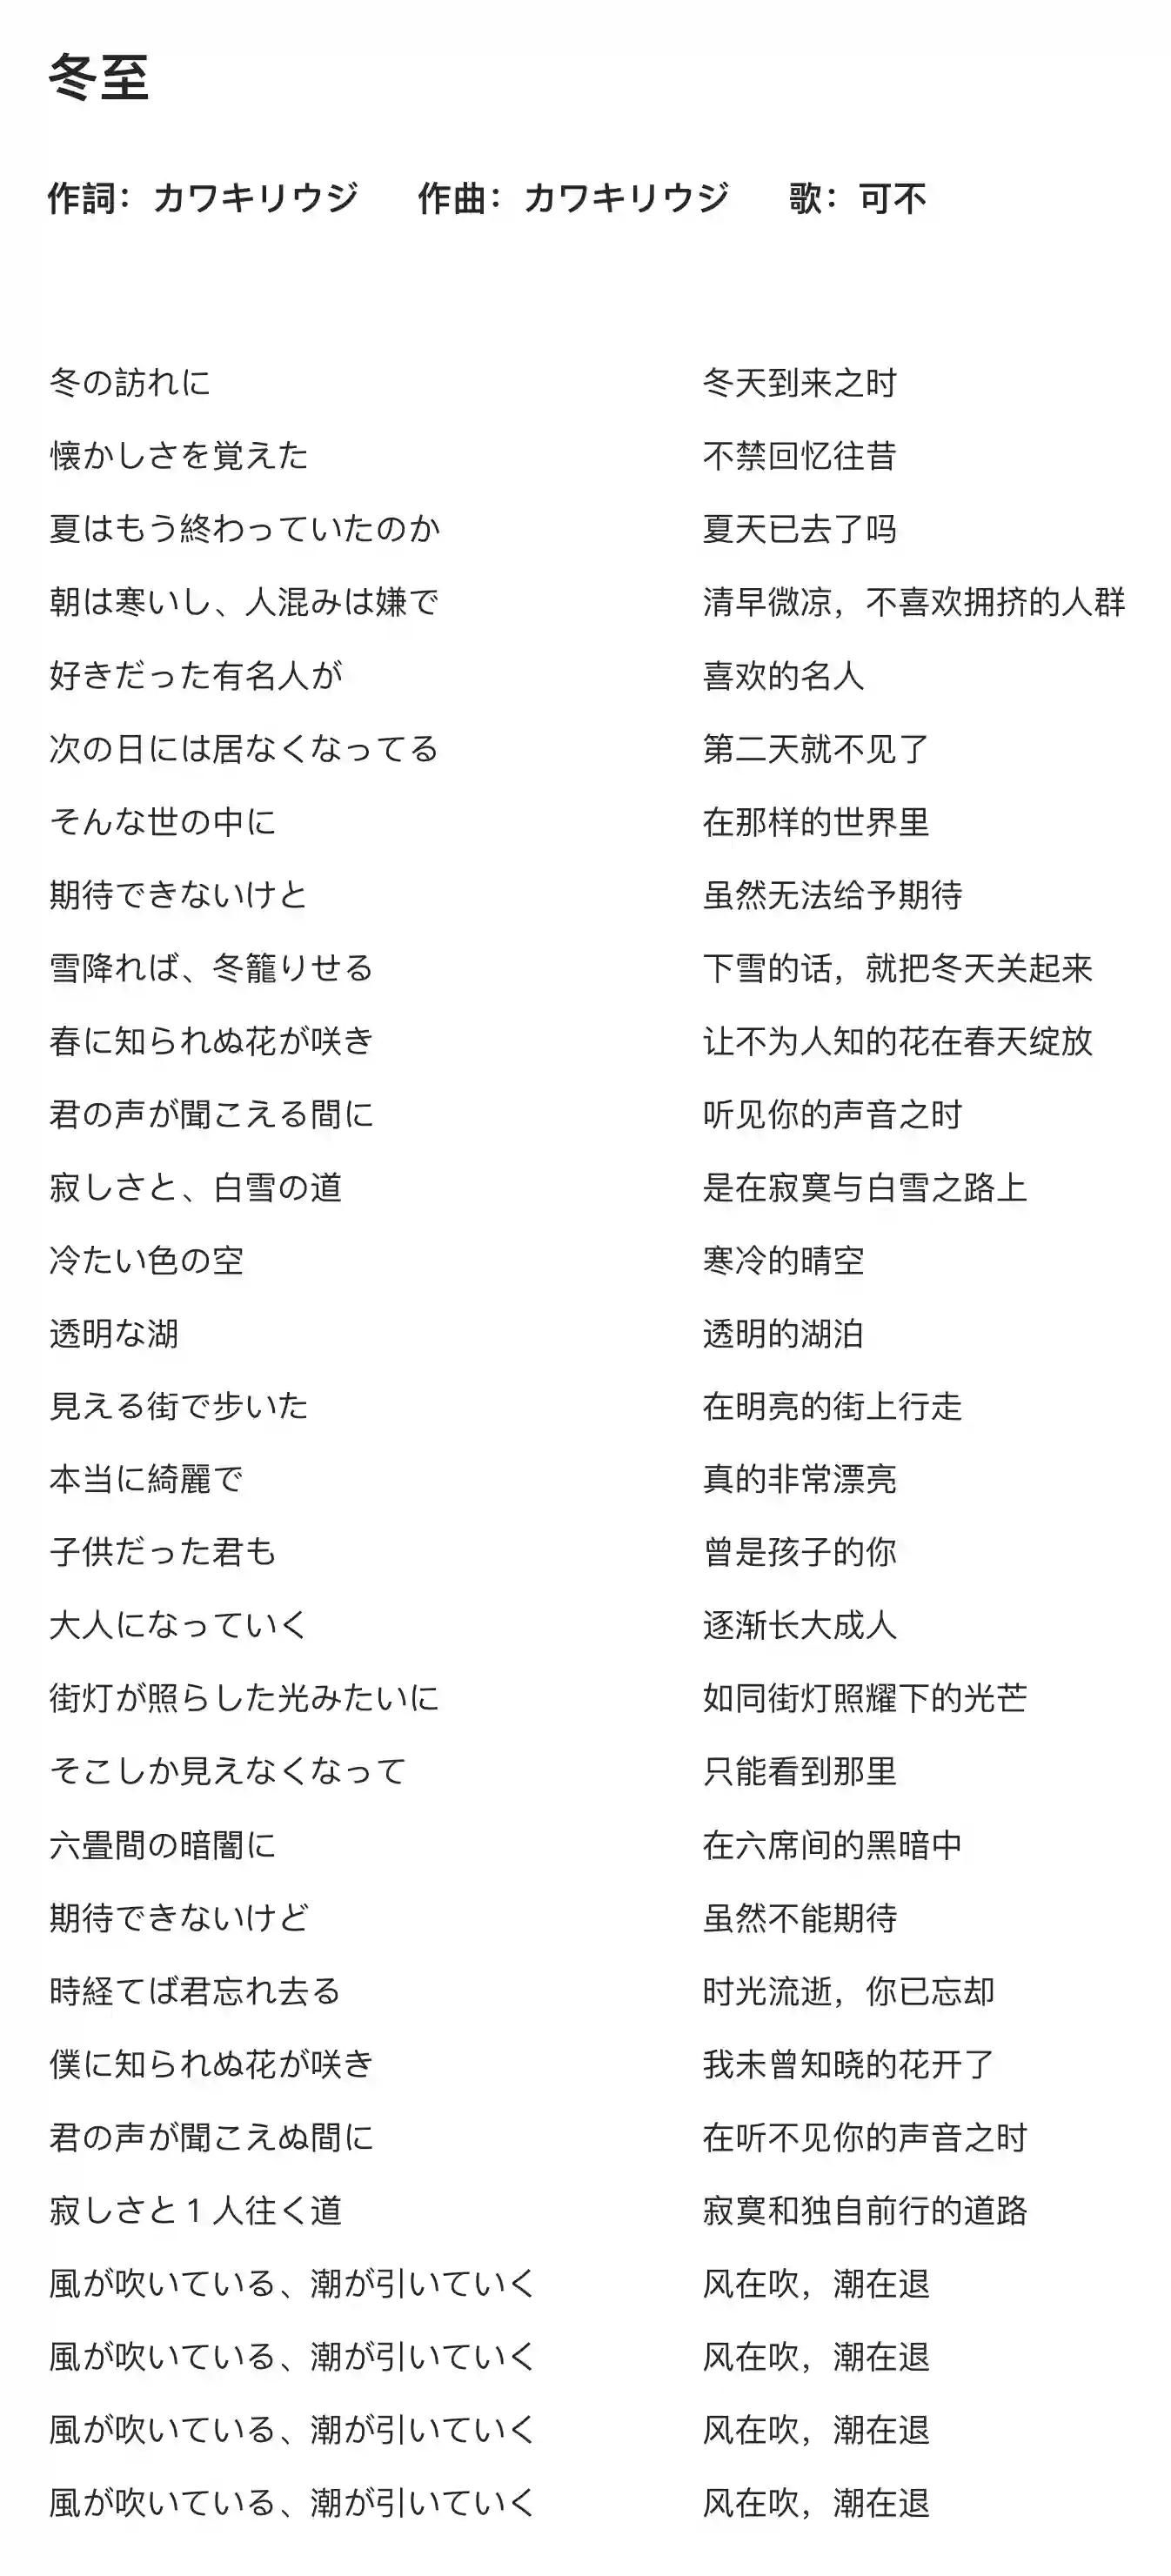 冬至
作詞：カワキリウジ　作曲：カワキリウジ　歌：可不
冬の訪れに　冬天到来之时
懐かしさを覚えた　不禁回忆往昔
夏はもう終わっていたのか　夏天已去了吗
朝は寒いし、人混みは嫌で　清早微凉，不喜欢拥挤的人群
好きだった有名人が　喜欢的名人
次の日には居なくなってる　第二天就不见了
そんな世の中に　在那样的世界里
期待できないけと　虽然无法给予期待
雪降れば、冬籠りせる　下雪的话，就把冬天关起来
春に知られぬ花が咲き　让不为人知的花在春天绽放
君の声が聞こえる間に　听见你的声音之时
寂しさと、白雪の道　是在寂寞与白雪之路上
冷たい色の空　寒冷的晴空
透明な湖　透明的湖泊
見える街で歩いた　在明亮的街上行走
本当に綺麗で　真的非常漂亮
子供だった君も　曾是孩子的你
大人になっていく　逐渐长大成人
街灯が照らした光みたいに　如同街灯照耀下的光芒
そこしか見えなくなって　只能看到那里
六畳間の暗闇に　在六席间的黑暗中
期待できないけど　虽然不能期待
時経てば君忘れ去る　时光流逝，你已忘却
僕に知られぬ花が咲き　我未曾知晓的花开了
君の声が聞こえぬ間に　在听不见你的声音之时
寂しさと1人往く道　寂寞和独自前行的道路
風が吹いている、潮が引いていく　风在吹，潮在退
風が吹いている、潮が引いていく　风在吹，潮在退
風が吹いている、潮が引いていく　风在吹，潮在退
風が吹いている、潮が引いていく　风在吹，潮在退